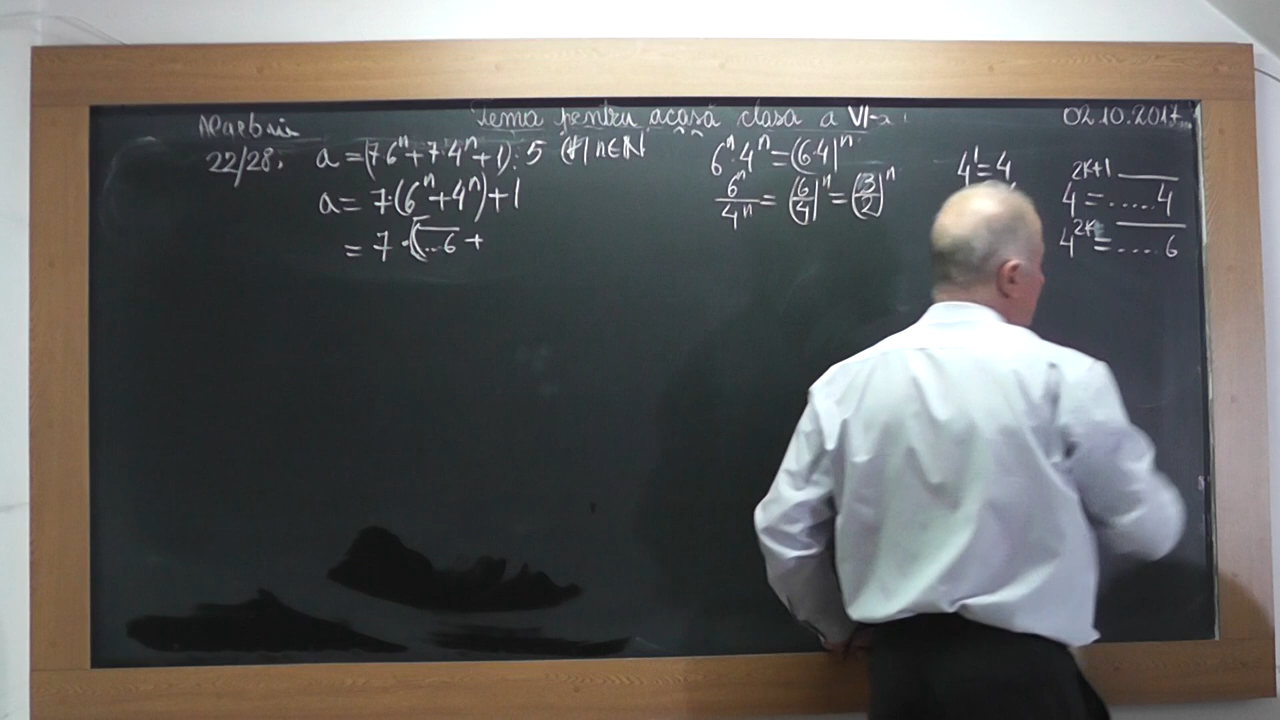 Algebră
Tema pentru acasă clasa a VI-a
02.10.2017
22/28. a = (7·6ⁿ + 7·4ⁿ + 1) ⋮ 5 (∀) n ∈ ℕ
a = 7·(6ⁿ + 4ⁿ) + 1
= 7·(...6 +
6ⁿ·4ⁿ = (6·4)ⁿ
6ⁿ/4ⁿ = (6/4)ⁿ = (3/2)ⁿ
4¹ = 4
4²ᵏ⁺¹ = .....4
4²ᵏ = ....6